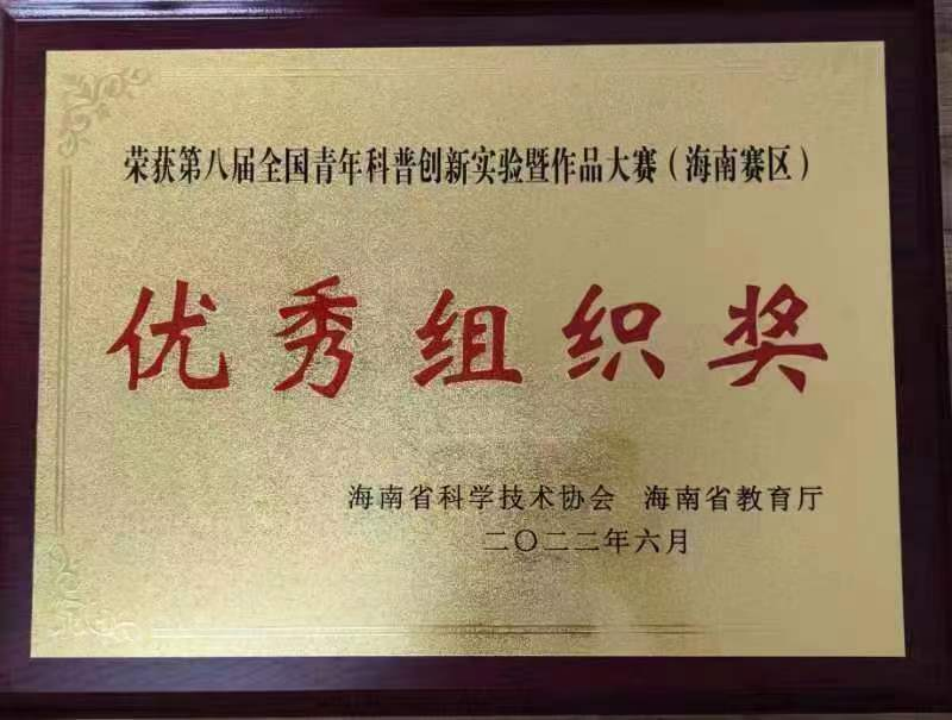 荣获第八届全国青年科普创新实验暨作品大赛（海南赛区）
优秀组织奖
海南省科学技术协会 海南省教育厅
二〇二二年六月